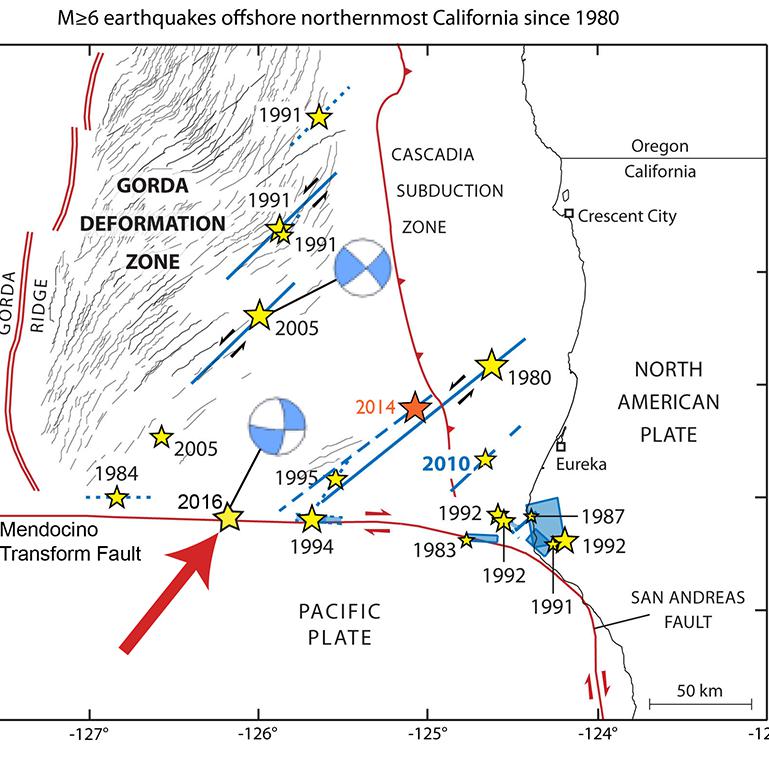 M≥6 earthquakes offshore northernmost California since 1980
1991
CASCADIA
SUBDUCTION
ZONE
Oregon
California
GORDA
DEFORMATION
ZONE
1991
1991
Crescent City
GORDA
RIDGE
2005
1980
NORTH
AMERICAN
PLATE
2014
2005
2010
Eureka
1984
1995
2016
1992
1987
Mendocino
Transform Fault
1994
1983
1992
1992
1991
PACIFIC
PLATE
SAN ANDREAS
FAULT
50 km
-127°
-126°
-125°
-124°
-12